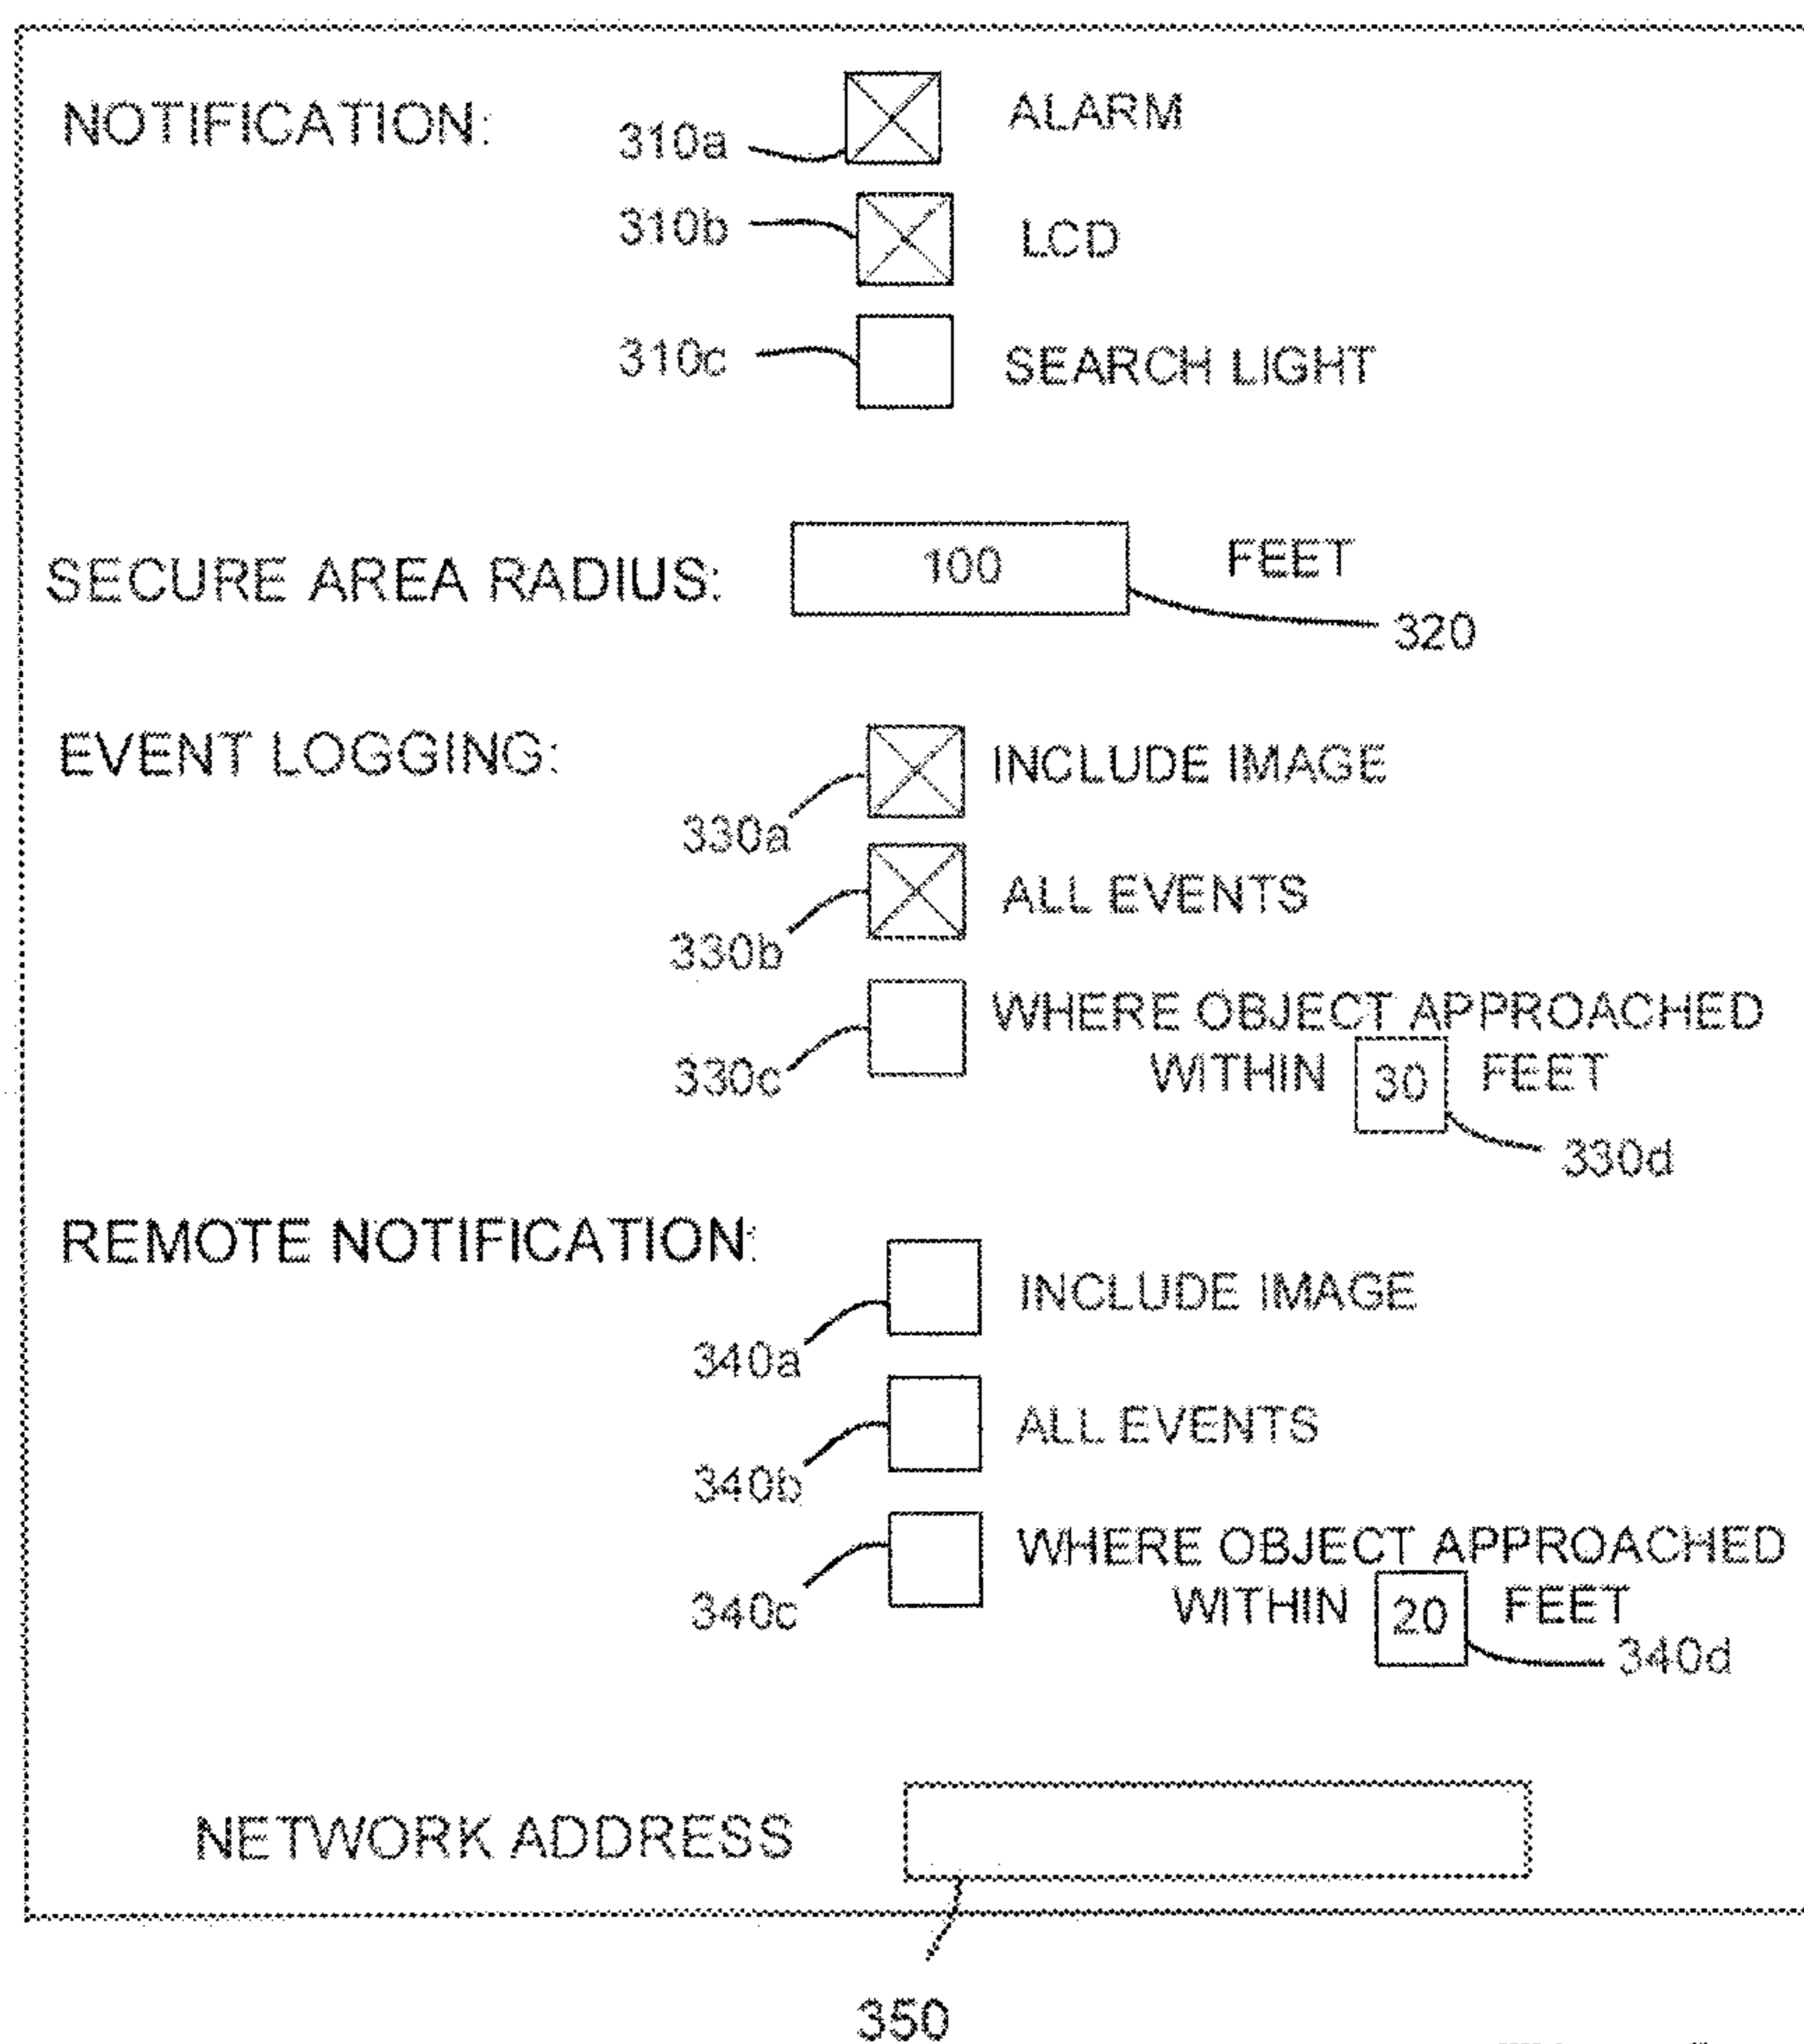 NOTIFICATION:
310a
ALARM
310b
LCD
310c
SEARCH LIGHT
SECURE AREA RADIUS:
100
FEET
320
EVENT LOGGING:
INCLUDE IMAGE
330a
ALL EVENTS
330b
WHERE OBJECT APPROACHED
WITHIN 30 FEET
330c
330d
REMOTE NOTIFICATION:
INCLUDE IMAGE
340a
ALL EVENTS
340b
WHERE OBJECT APPROACHED
WITHIN 20 FEET
340c
340d
NETWORK ADDRESS
350